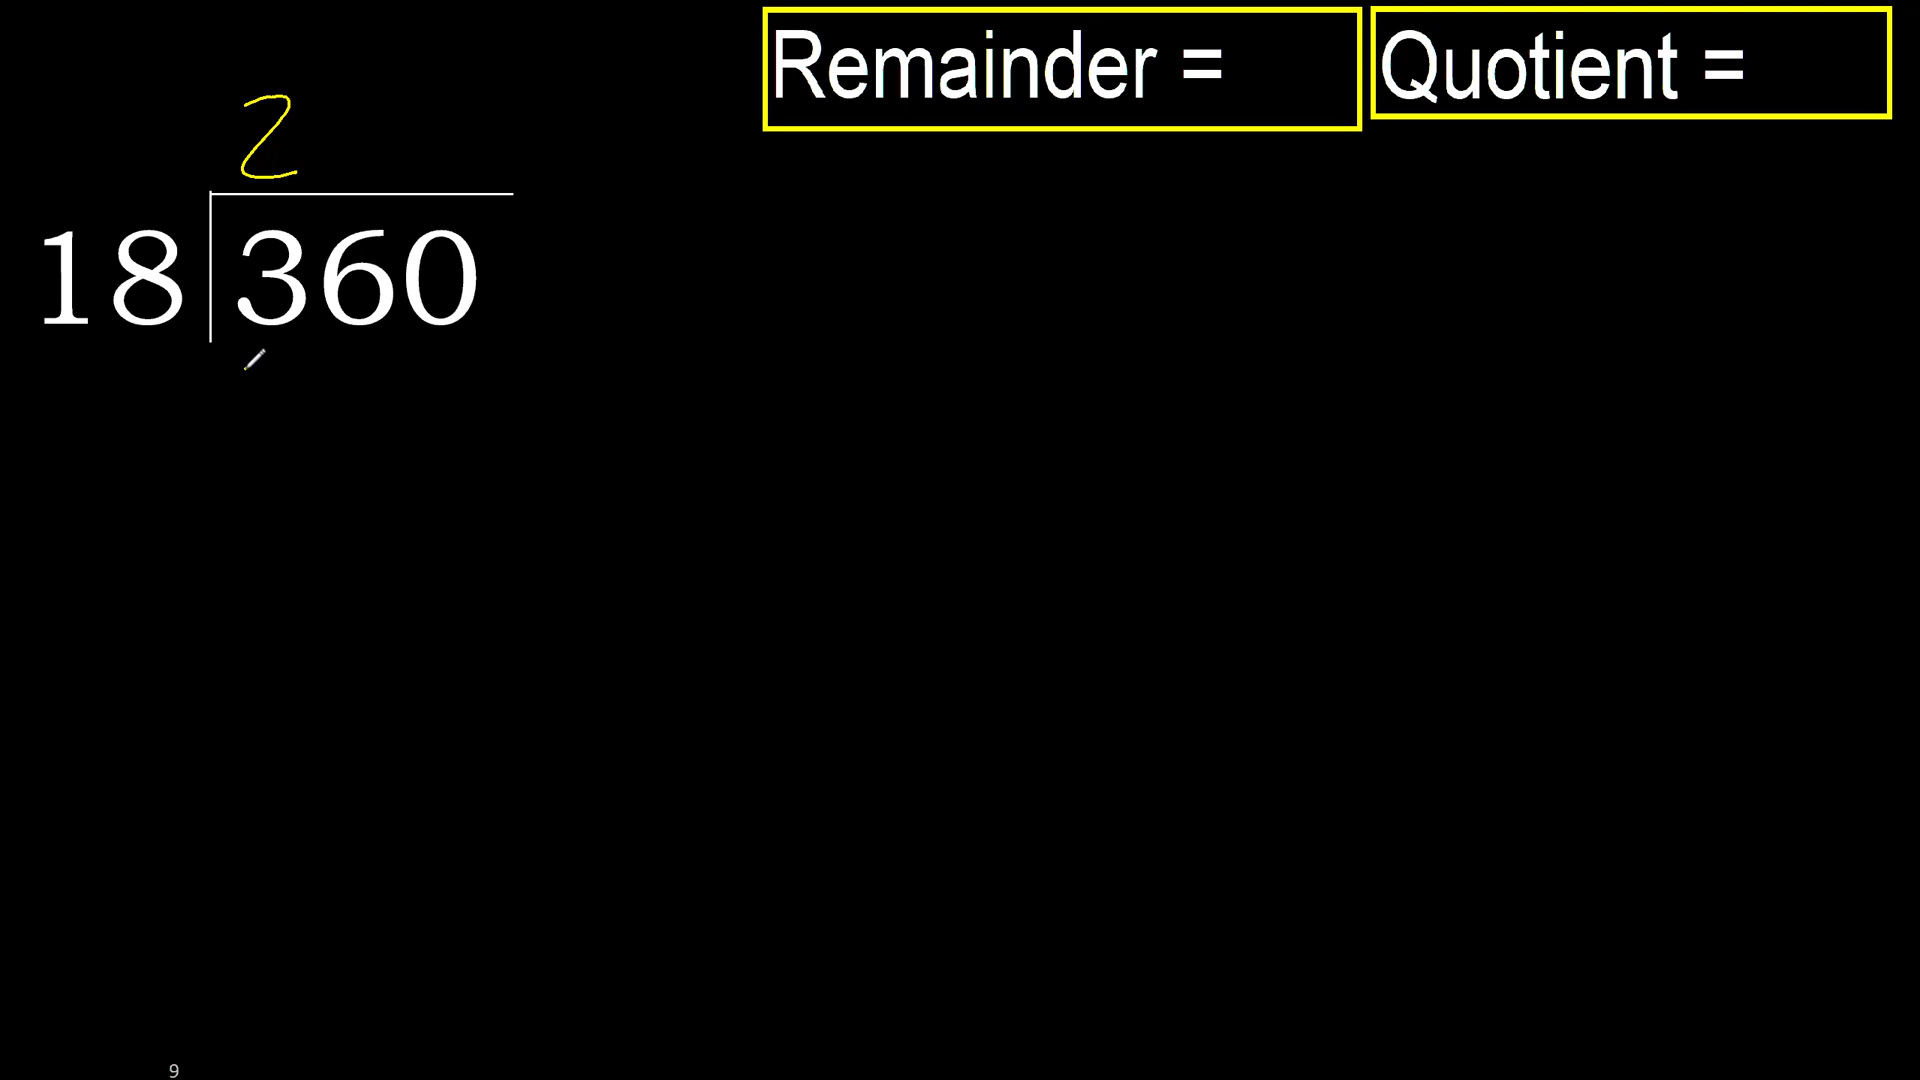 Remainder = Quotient =
2
18 360
9